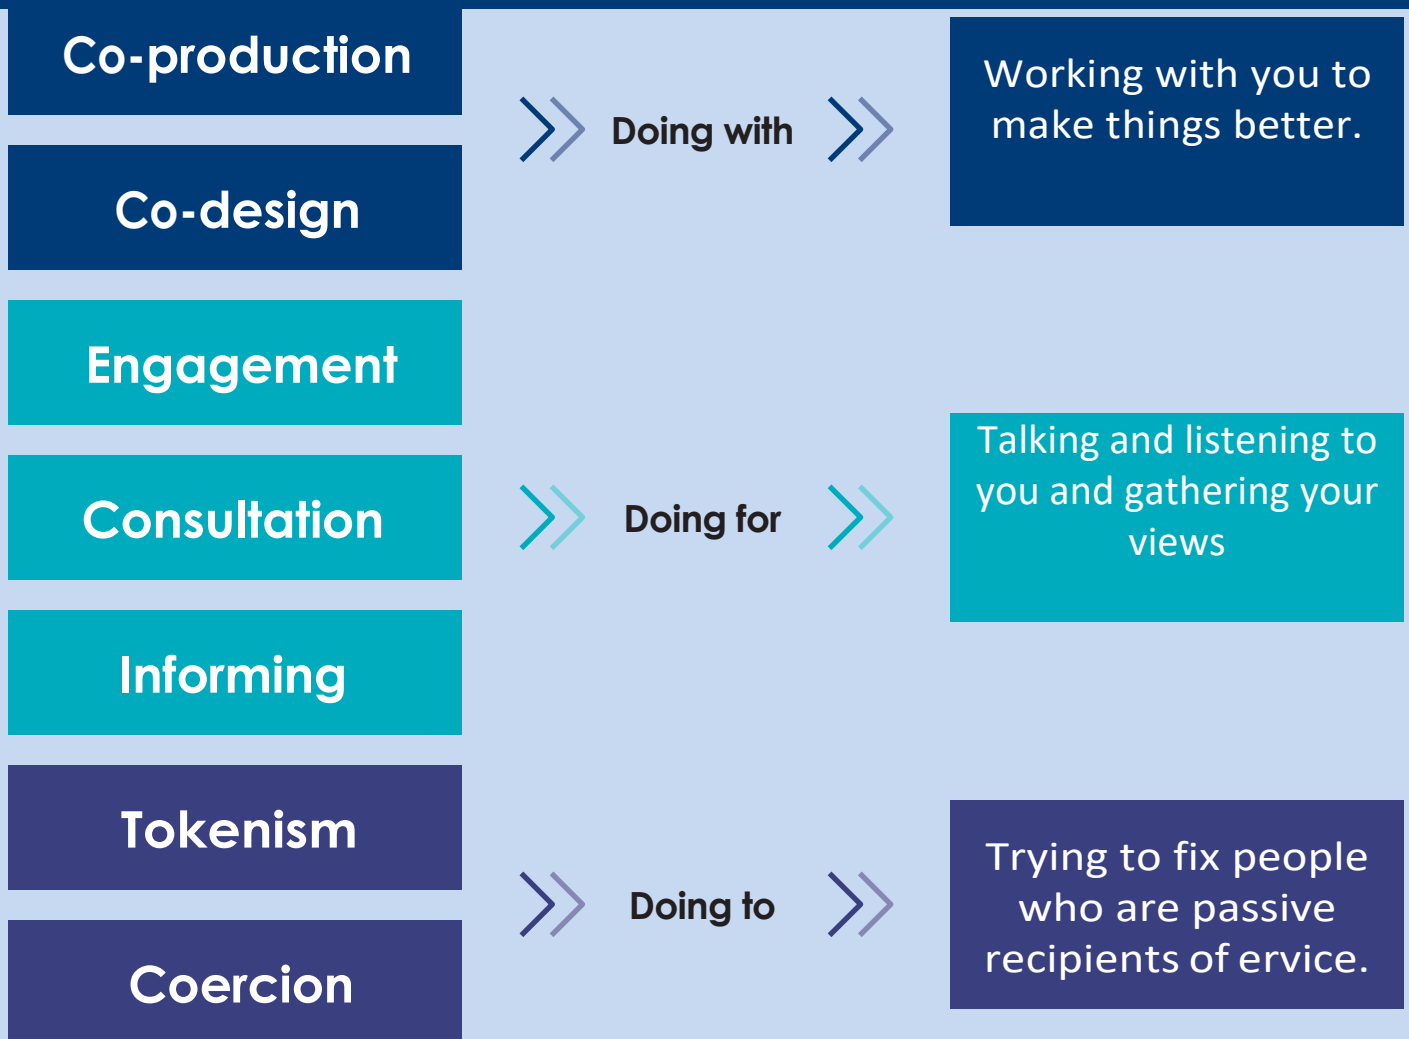 Co-production
Co-design
Doing with
Working with you to
make things better.
Engagement
Consultation
Informing
Doing for
Talking and listening to
you and gathering your
views
Tokenism
Coercion
Doing to
Trying to fix people
who are passive
recipients of ervice.